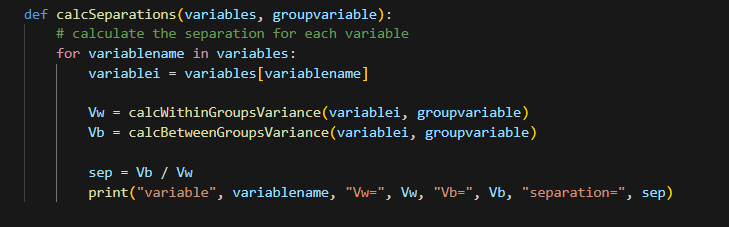 def calcSeparations(variables, groupvariable):
    # calculate the separation for each variable
    for variablename in variables:
        variablei = variables[variablename]

        Vw = calcWithinGroupsVariance(variablei, groupvariable)
        Vb = calcBetweenGroupsVariance(variablei, groupvariable)

        sep = Vb / Vw
        print("variable", variablename, "Vw=", Vw, "Vb=", Vb, "separation=", sep)